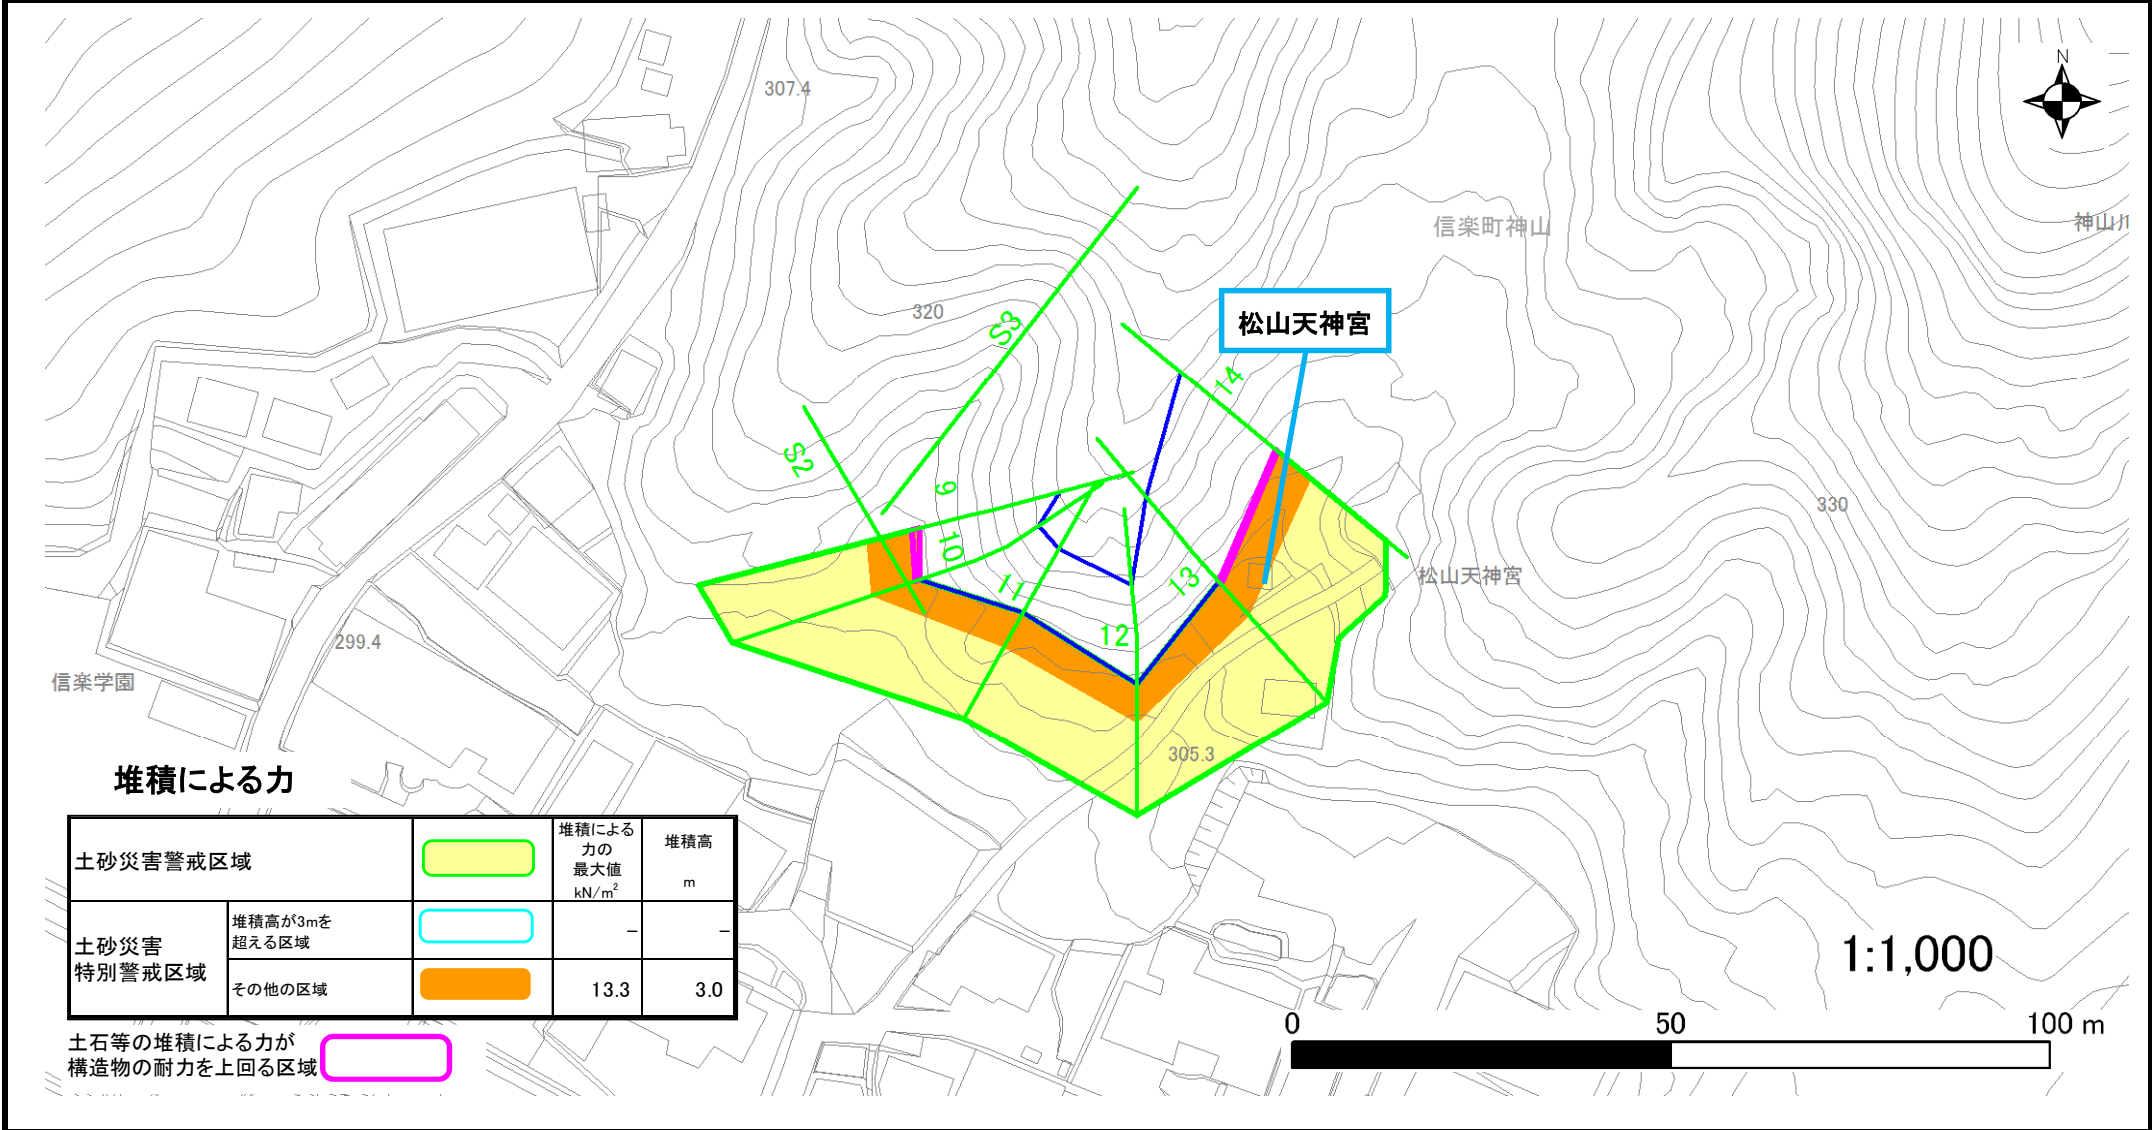 N
307.4
信楽町神山
神山川
320
S3
松山天神宮
14
S2
9
330
10
11
13
松山天神宮
12
299.4
信楽学園
305.3
堆積による力
土砂災害警戒区域
堆積による
力の
最大値
kN/m²
堆積高
m
土砂災害
特別警戒区域
堆積高が3mを
超える区域
－
－
その他の区域
13.3
3.0
土石等の堆積による力が
構造物の耐力を上回る区域
1:1,000
0 50 100 m